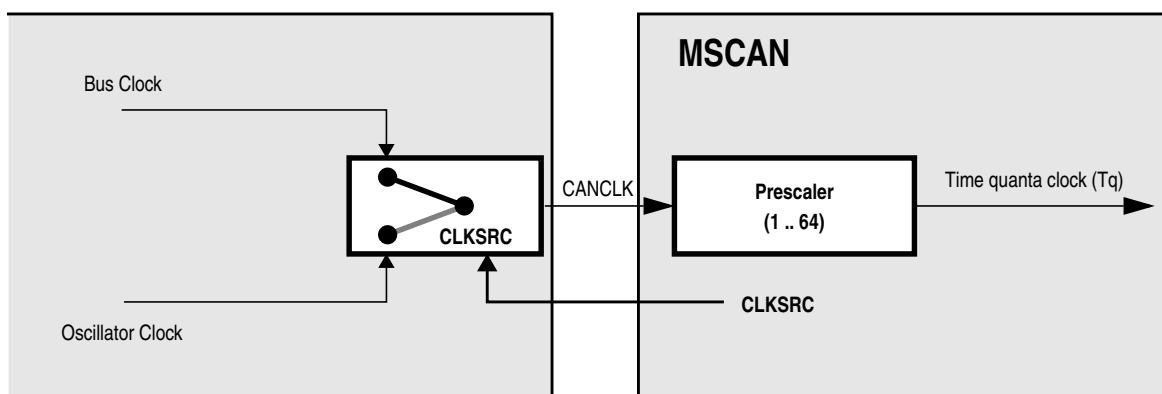 MSCAN
Bus Clock
CANCLK
Prescaler
(1 .. 64)
Time quanta clock (Tq)
CLKSRC
CLKSRC
Oscillator Clock